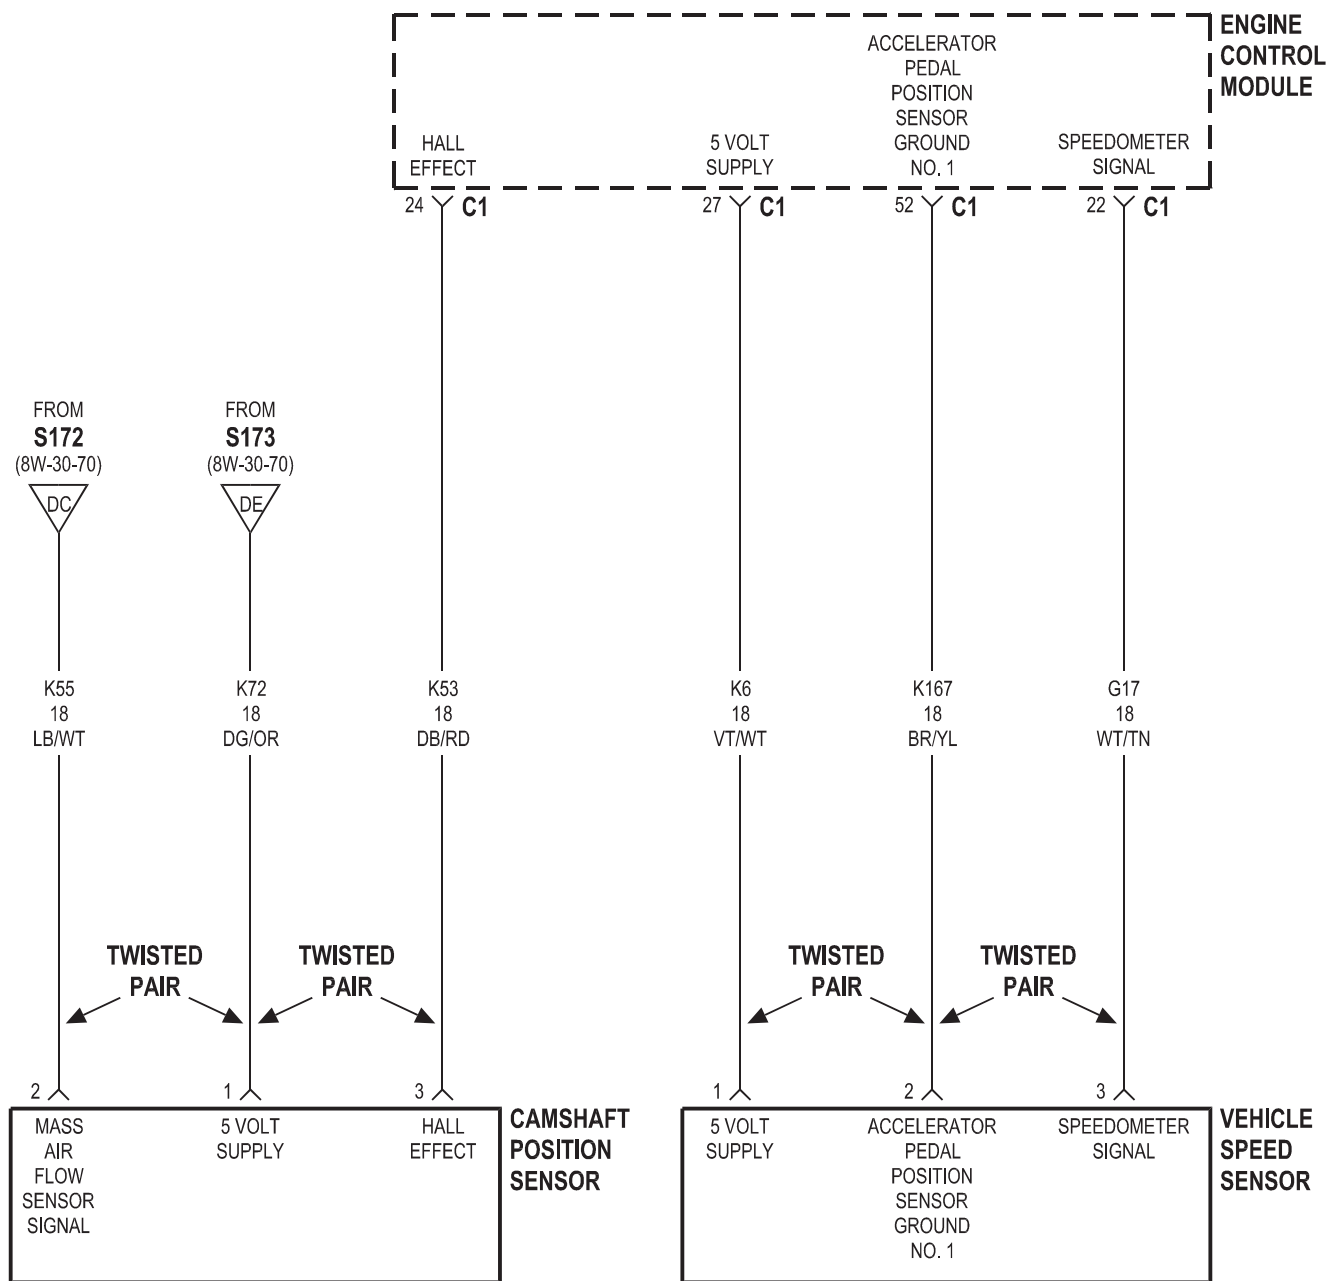 ENGINE
CONTROL
MODULE
ACCELERATOR
PEDAL
POSITION
SENSOR
GROUND
NO. 1
HALL
EFFECT
5 VOLT
SUPPLY
SPEEDOMETER
SIGNAL
24 C1
27 C1
52 C1
22 C1
FROM
S172
(8W-30-70)
DC
FROM
S173
(8W-30-70)
DE
K55
18
LB/WT
K72
18
DG/OR
K53
18
DB/RD
K6
18
VT/WT
K167
18
BR/YL
G17
18
WT/TN
TWISTED
PAIR
TWISTED
PAIR
TWISTED
PAIR
TWISTED
PAIR
2
1
3
1
2
3
MASS
AIR
FLOW
SENSOR
SIGNAL
5 VOLT
SUPPLY
HALL
EFFECT
CAMSHAFT
POSITION
SENSOR
5 VOLT
SUPPLY
ACCELERATOR
PEDAL
POSITION
SENSOR
GROUND
NO. 1
SPEEDOMETER
SIGNAL
VEHICLE
SPEED
SENSOR